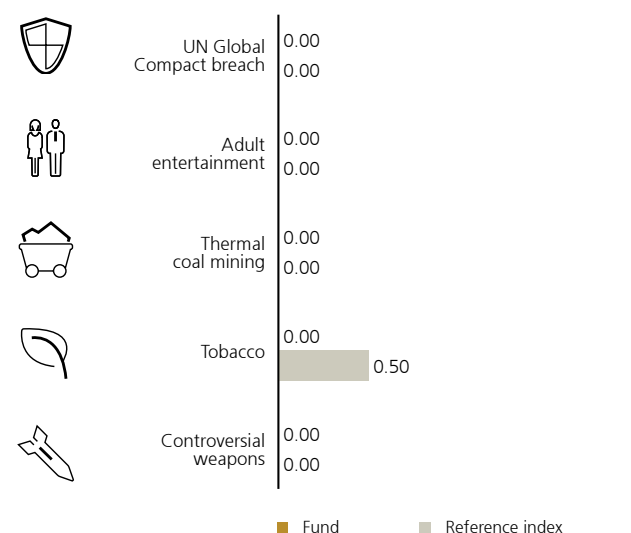 UN Global
Compact breach
0.00
0.00
Adult
entertainment
0.00
0.00
Thermal
coal mining
0.00
0.00
Tobacco
0.00
0.50
Controversial
weapons
0.00
0.00
Fund
Reference index